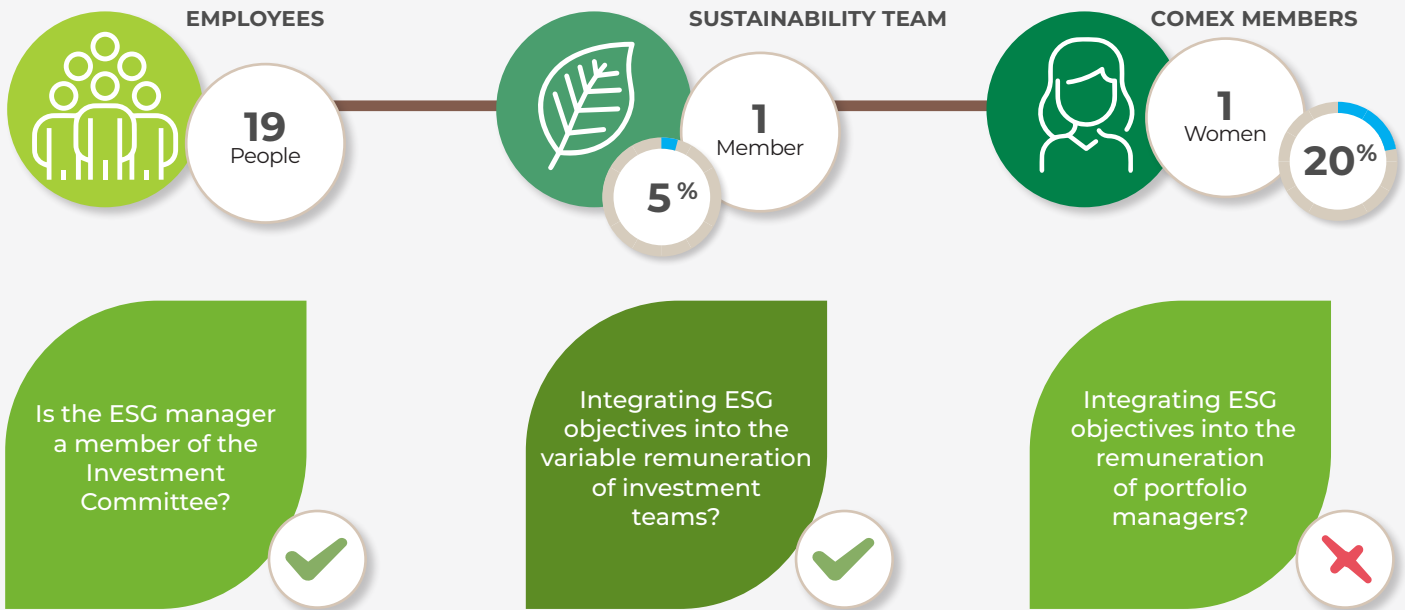 EMPLOYEES
19
People
SUSTAINABILITY TEAM
1
Member
5 %
COMEX MEMBERS
1
Women
20%
Is the ESG manager
a member of the
Investment
Committee?
Integrating ESG
objectives into the
variable remuneration
of investment
teams?
Integrating ESG
objectives into the
remuneration
of portfolio
managers?